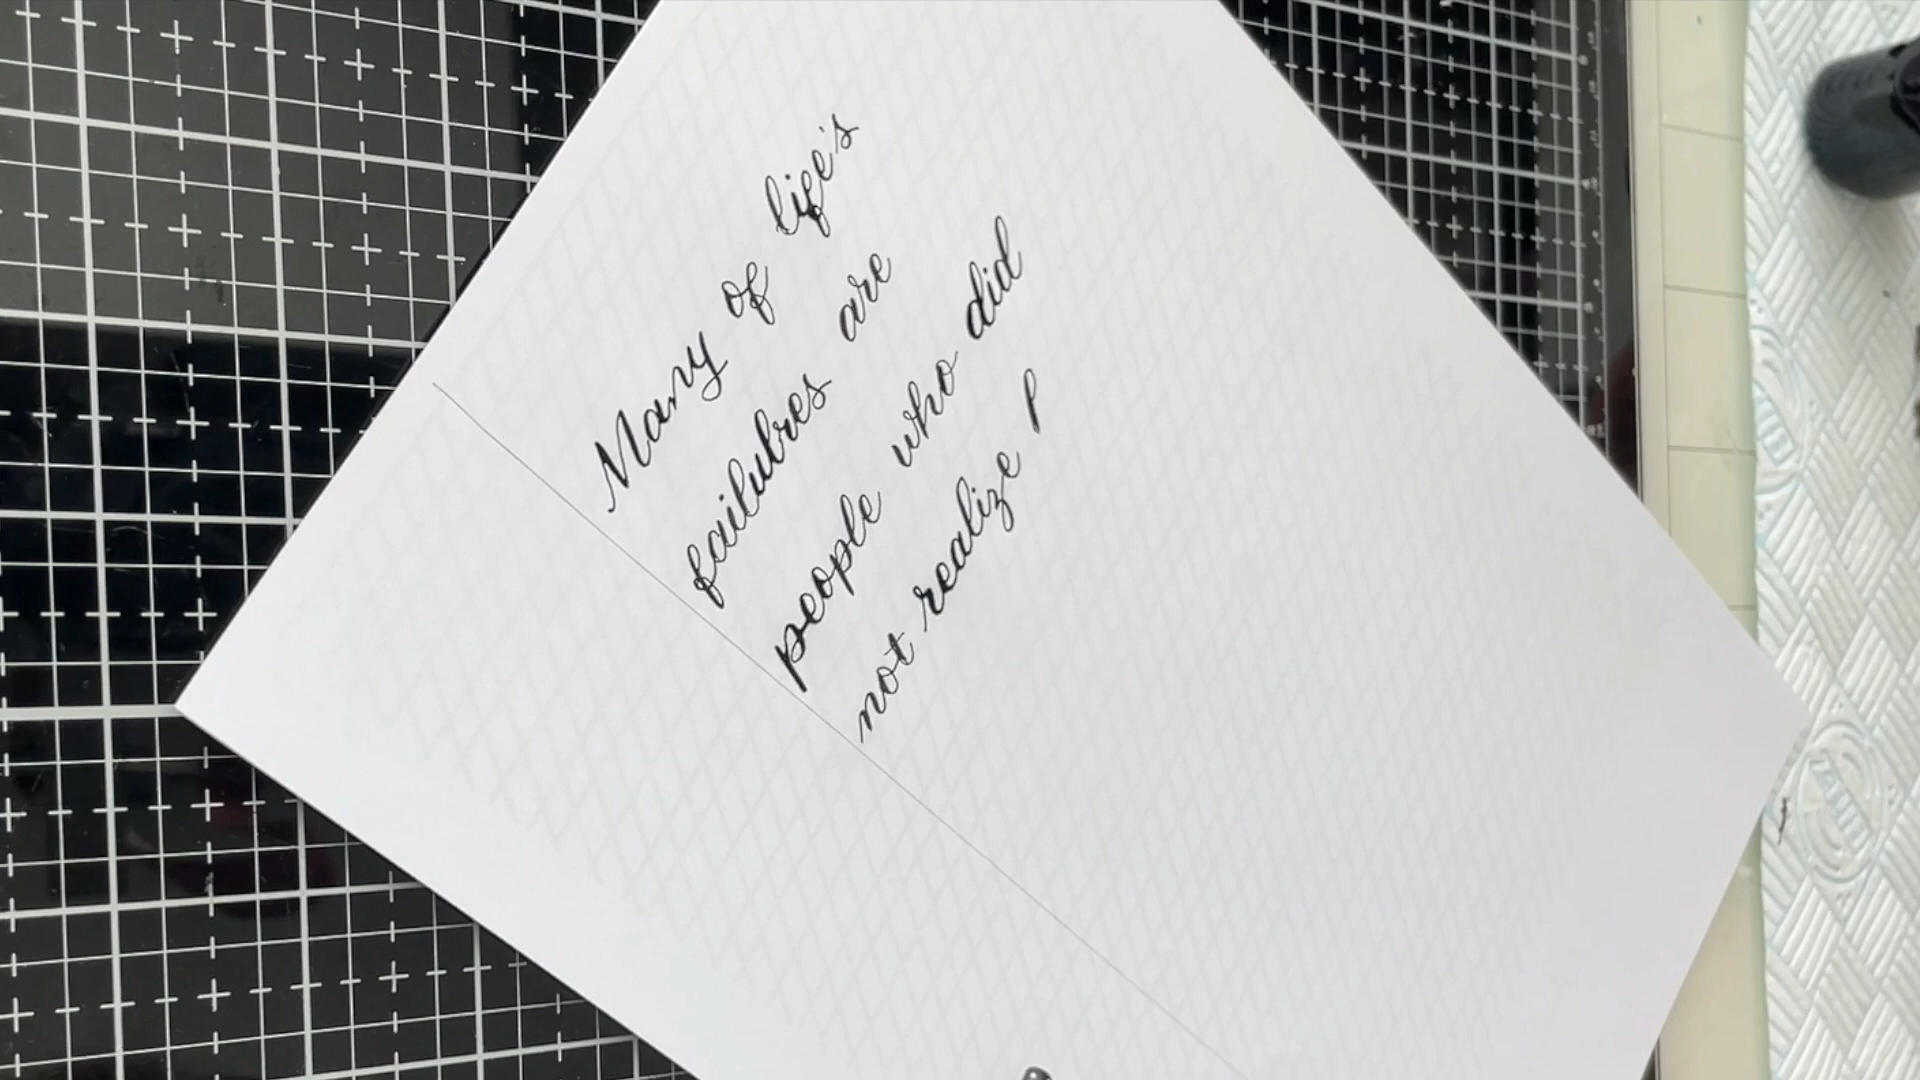 Many of life's
failubres are
people who did
not realize